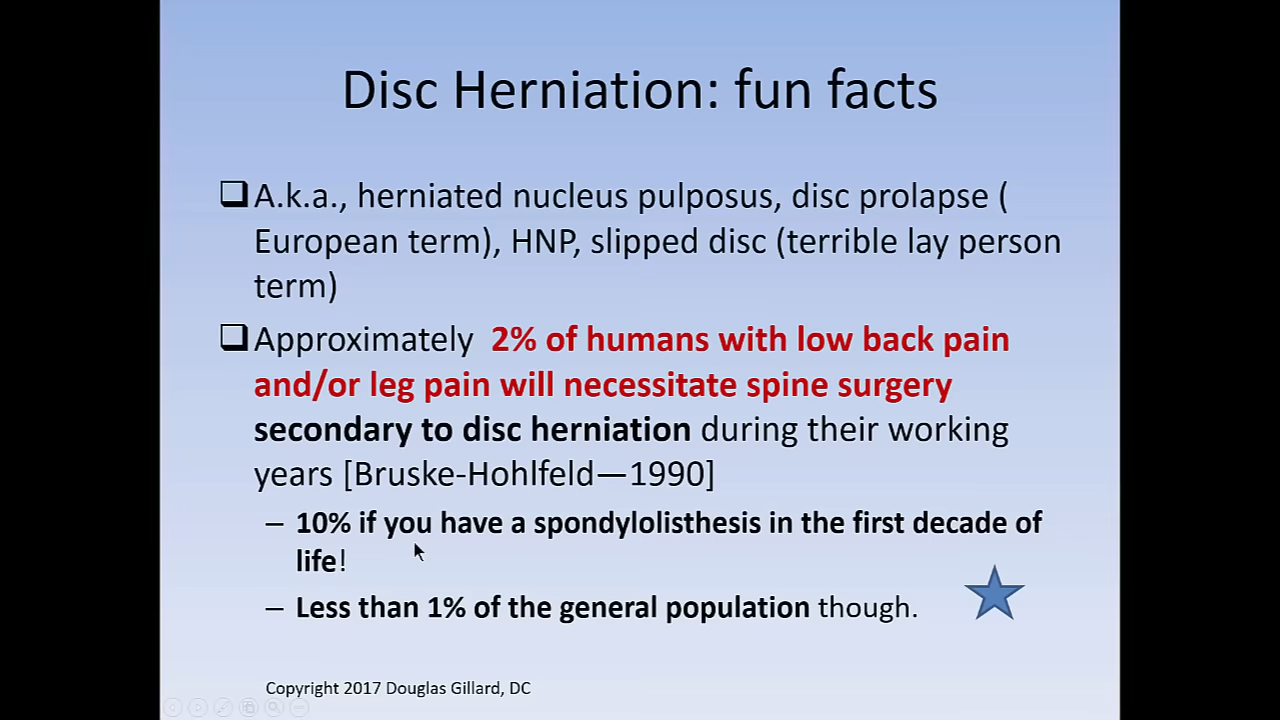 Disc Herniation: fun facts
A.k.a., herniated nucleus pulposus, disc prolapse (
European term), HNP, slipped disc (terrible lay person
term)
Approximately 2% of humans with low back pain
and/or leg pain will necessitate spine surgery
secondary to disc herniation during their working
years [Bruske-Hohlfeld—1990]
– 10% if you have a spondylolisthesis in the first decade of
life!
– Less than 1% of the general population though.
Copyright 2017 Douglas Gillard, DC